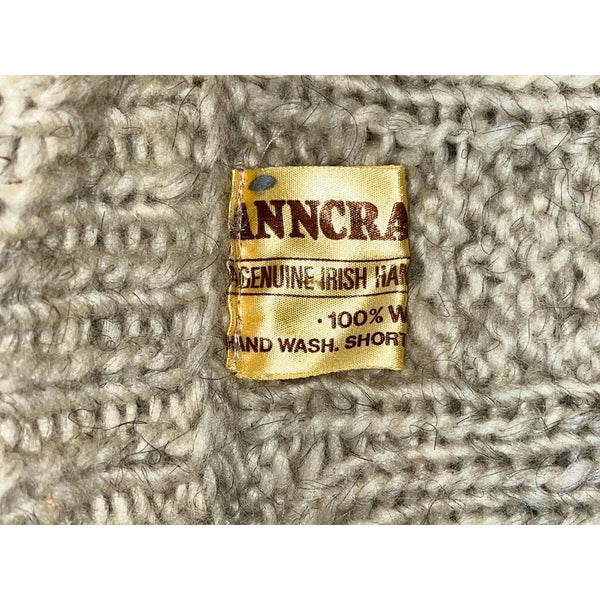 ANNCRA
GENUINE IRISH HAN
· 100% W
HAND WASH. SHORT